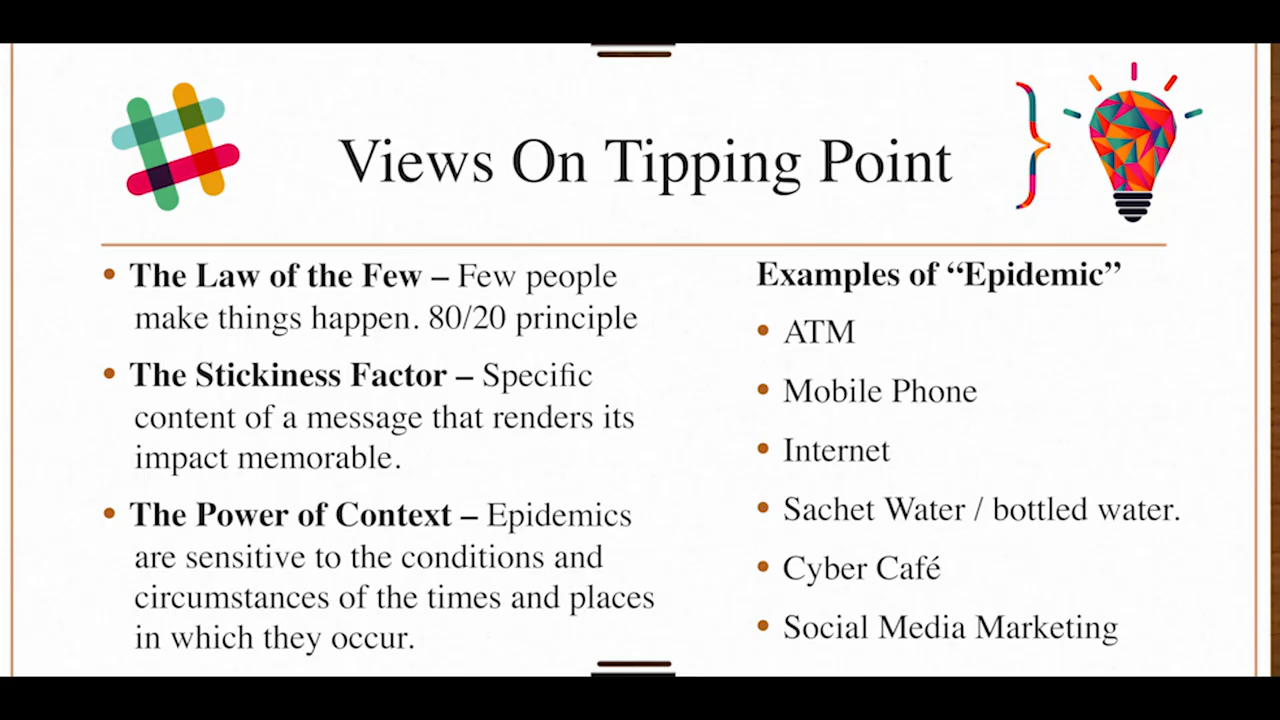 Views On Tipping Point
• The Law of the Few – Few people
make things happen. 80/20 principle
• The Stickiness Factor – Specific
content of a message that renders its
impact memorable.
• The Power of Context – Epidemics
are sensitive to the conditions and
circumstances of the times and places
in which they occur.
Examples of “Epidemic”
• ATM
• Mobile Phone
• Internet
• Sachet Water / bottled water.
• Cyber Café
• Social Media Marketing